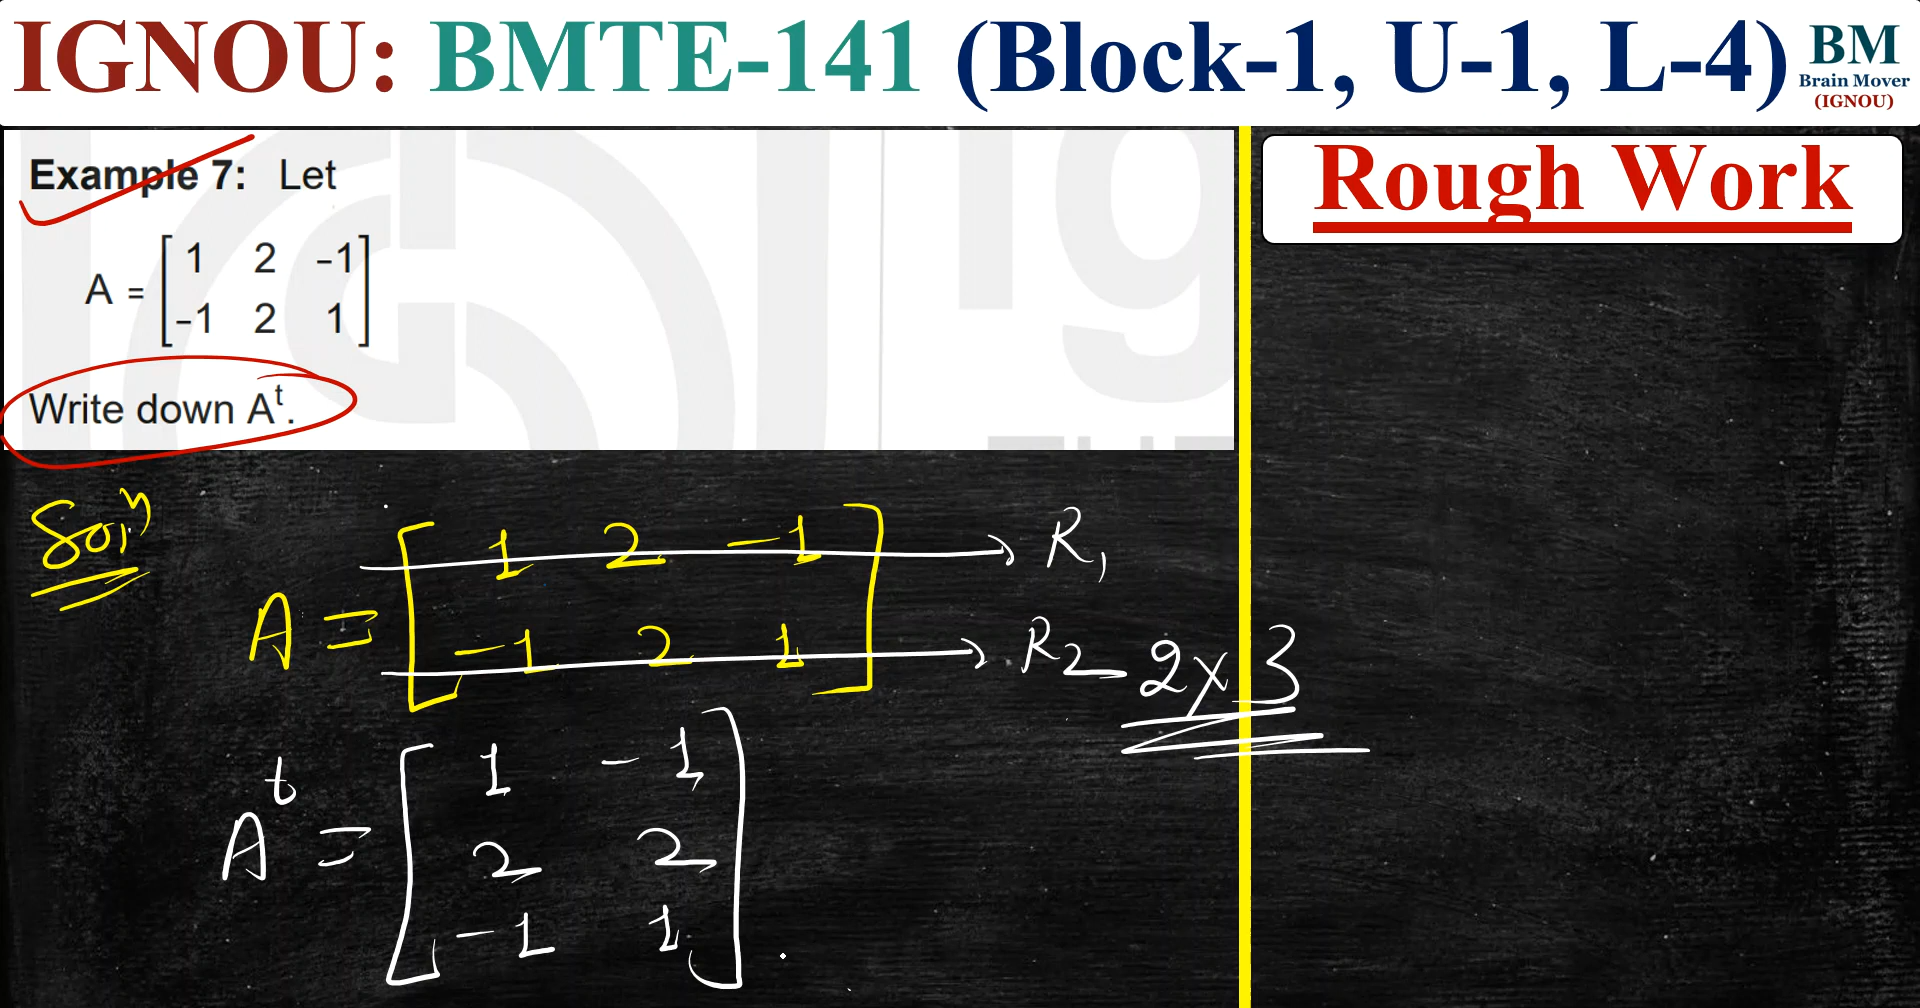 IGNOU: BMTE-141 (Block-1, U-1, L-4)
BM
Brain Mover
(IGNOU)
Example 7: Let
A = [ 1 2 -1
-1 2 1 ]
Write down Aᵗ.
Rough Work
Solⁿ
A = [ 1 2 -1 → R₁
-1 2 1 ] → R₂ 2×3
Aᵗ = [ 1 -1
2 2
-1 1 ].